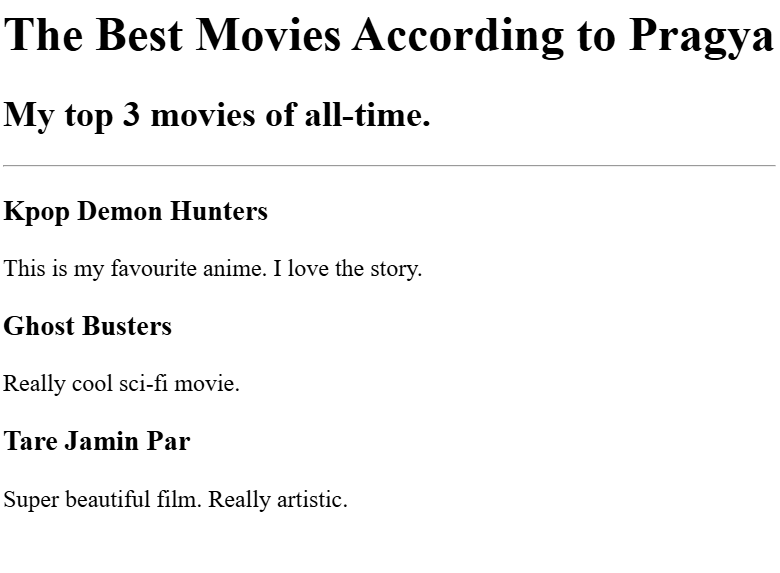 The Best Movies According to Pragya
My top 3 movies of all-time.
Kpop Demon Hunters
This is my favourite anime. I love the story.
Ghost Busters
Really cool sci-fi movie.
Tare Jamin Par
Super beautiful film. Really artistic.